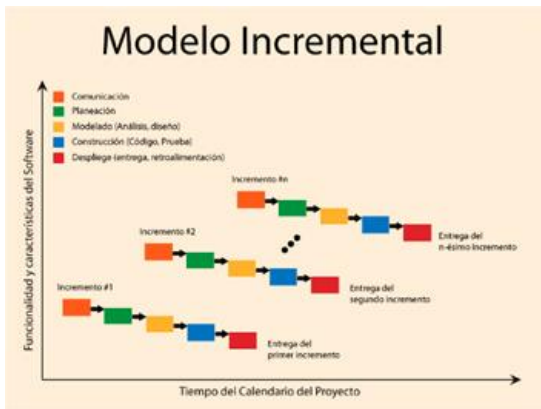 Modelo Incremental
Comunicación
Planeación
Modelado (Análisis, diseño)
Construcción (Código, Prueba)
Despliege (entrega, retroalimentación)
Funcionalidad y características del Software
Incremento #n
Entrega del
n-ésimo incremento
Incremento #2
Entrega del
segundo incremento
Incremento #1
Entrega del
primer incremento
Tiempo del Calendario del Proyecto